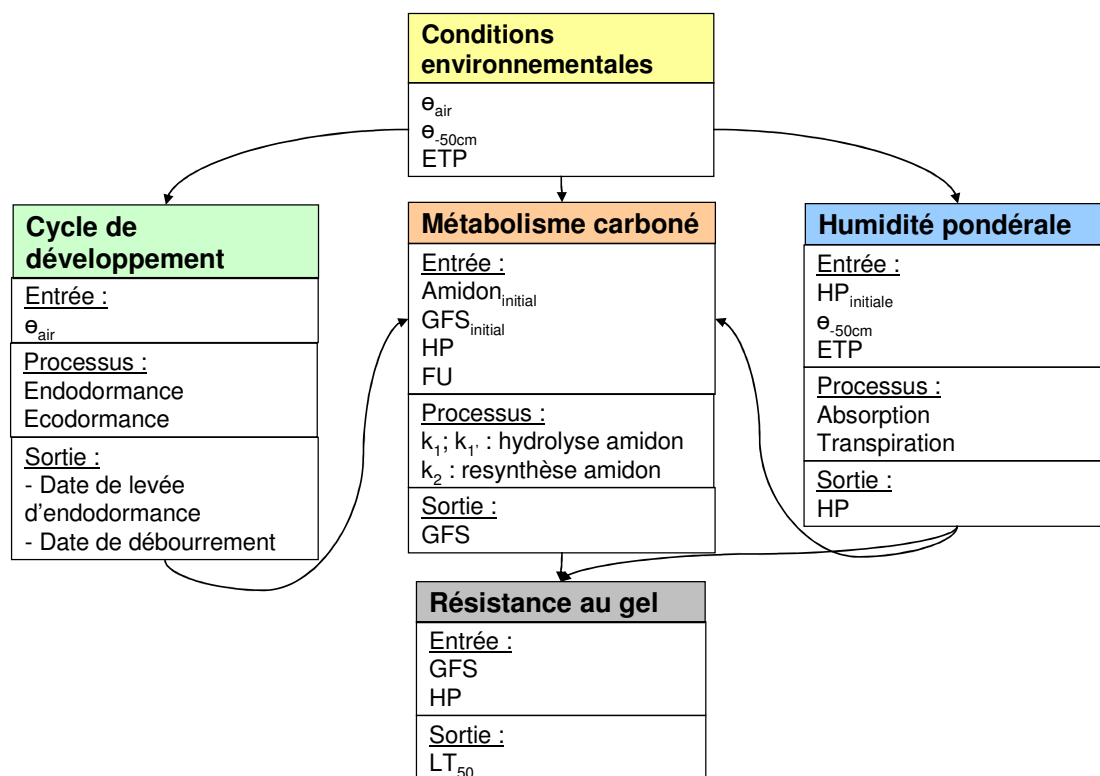 Conditions
environnementales
ɵair
ɵ-50cm
ETP
Cycle de
développement
Entrée :
ɵair
Processus :
Endodormance
Ecodormance
Sortie :
- Date de levée
d'endodormance
- Date de débourrement
Métabolisme carboné
Entrée :
Amidoninitial
GFSinitial
HP
FU
Processus :
k1; k1' : hydrolyse amidon
k2 : resynthèse amidon
Sortie :
GFS
Humidité pondérale
Entrée :
HPinitiale
ɵ-50cm
ETP
Processus :
Absorption
Transpiration
Sortie :
HP
Résistance au gel
Entrée :
GFS
HP
Sortie :
LT50